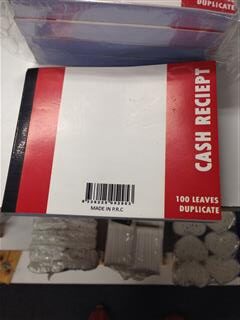 DUPLICATE
CASH RECIEPT
100 LEAVES
DUPLICATE
MADE IN P.R.C